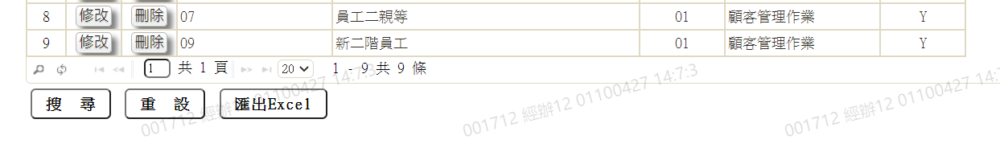 8 修改 刪除 07 員工二親等 01 顧客管理作業 Y
9 修改 刪除 09 新二階員工 01 顧客管理作業 Y
1 共 1 頁 20 1 - 9 共 9 條
搜 尋 重 設 匯出Excel
001712 經辦12 01100427 14:7:3
001712 經辦12 01100427 14:7:3
001712 經辦12 01100427 14:7: